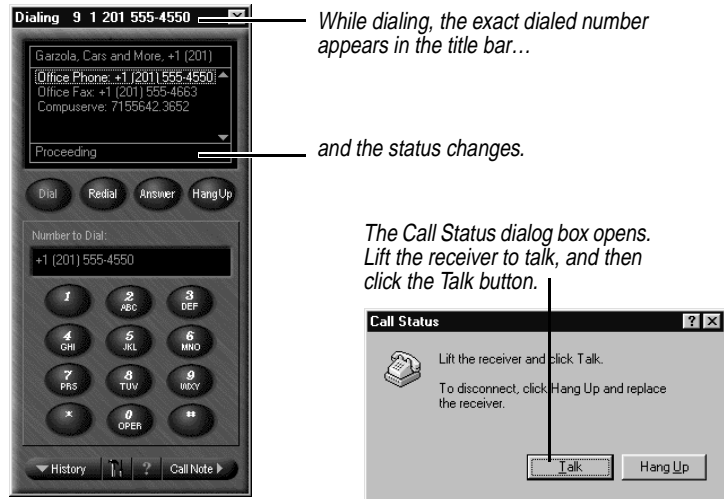 Dialing 9 1 201 555-4550
While dialing, the exact dialed number
appears in the title bar…
Garzola, Cars and More, +1 (201)
Office Phone: +1 (201) 555-4550
Office Fax: +1 (201) 555-4663
Compuserve: 7155642.3652
Proceeding
and the status changes.
Dial Redial Answer HangUp
Number to Dial:
+1 (201) 555-4550
The Call Status dialog box opens.
Lift the receiver to talk, and then
click the Talk button.
1 2 ABC 3 DEF
4 GHI 5 JKL 6 MNO
7 PRS 8 TUV 9 WXY
* 0 OPER #
History ? Call Note
Call Status ? X
Lift the receiver and click Talk.
To disconnect, click Hang Up and replace
the receiver.
Talk Hang Up